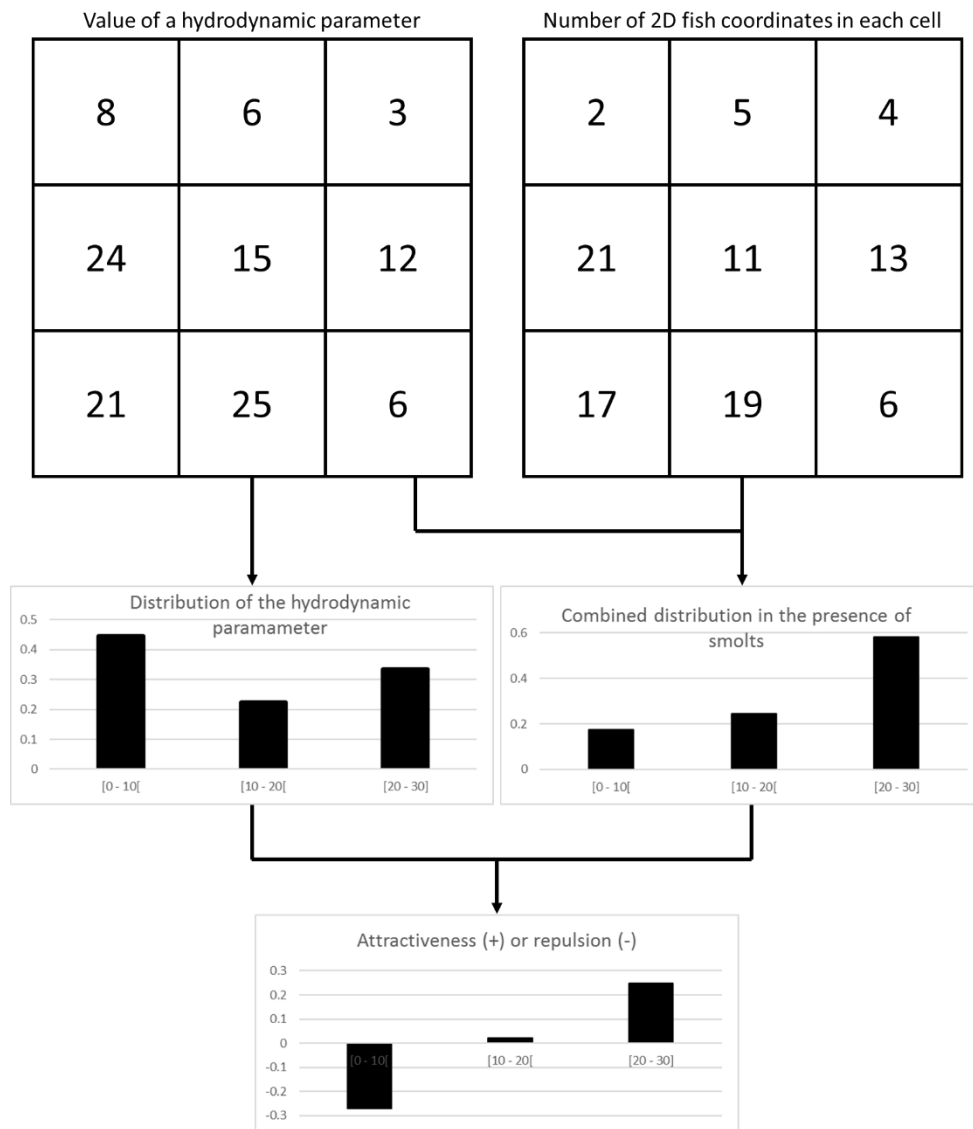 Value of a hydrodynamic parameter
Number of 2D fish coordinates in each cell
8 6 3
2 5 4
24 15 12
21 11 13
21 25 6
17 19 6
Distribution of the hydrodynamic
paramameter
0.5
0.4
0.3
0.2
0.1
0
[0 - 10[ [10 - 20[ [20 - 30]
Combined distribution in the presence of
smolts
0.6
0.4
0.2
0
[0 - 10[ [10 - 20[ [20 - 30]
Attractiveness (+) or repulsion (-)
0.3
0.2
0.1
0
-0.1
-0.2
-0.3
[0 - 10[ [10 - 20[ [20 - 30]